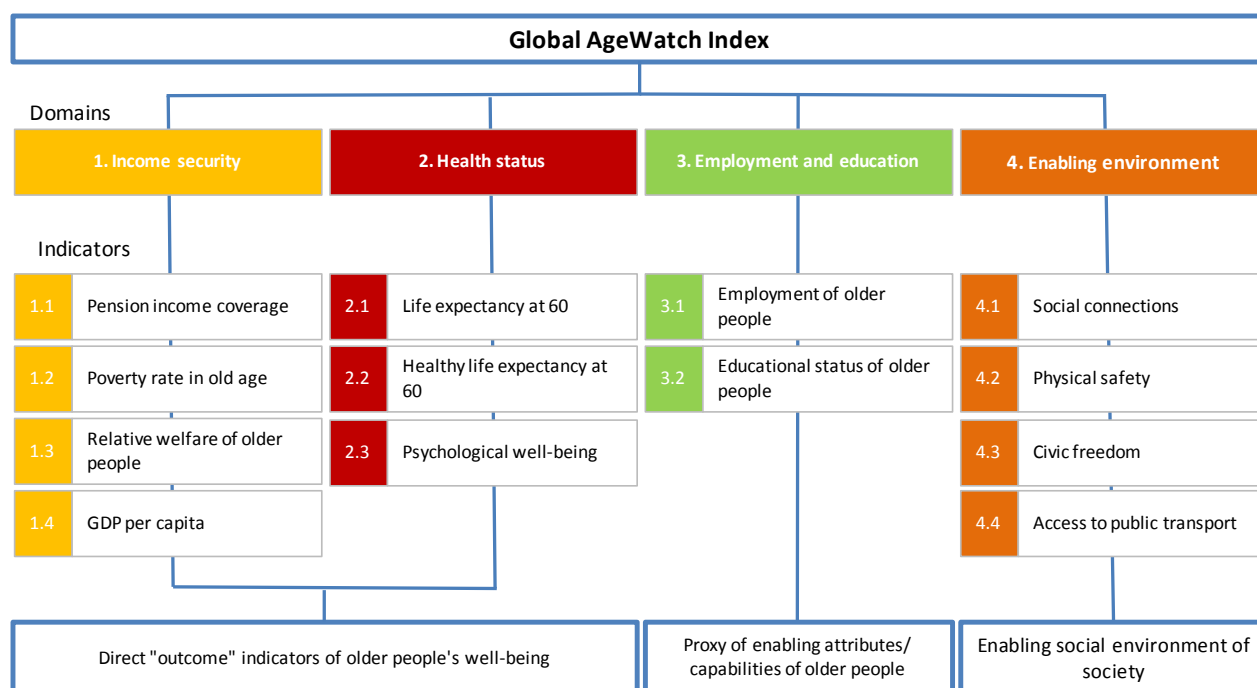 Global AgeWatch Index
Domains
1. Income security
2. Health status
3. Employment and education
4. Enabling environment
Indicators
1.1
Pension income coverage
1.2
Poverty rate in old age
1.3
Relative welfare of older
people
1.4
GDP per capita
2.1
Life expectancy at 60
2.2
Healthy life expectancy at
60
2.3
Psychological well-being
3.1
Employment of older
people
3.2
Educational status of older
people
4.1
Social connections
4.2
Physical safety
4.3
Civic freedom
4.4
Access to public transport
Direct "outcome" indicators of older people's well-being
Proxy of enabling attributes/
capabilities of older people
Enabling social environment of
society